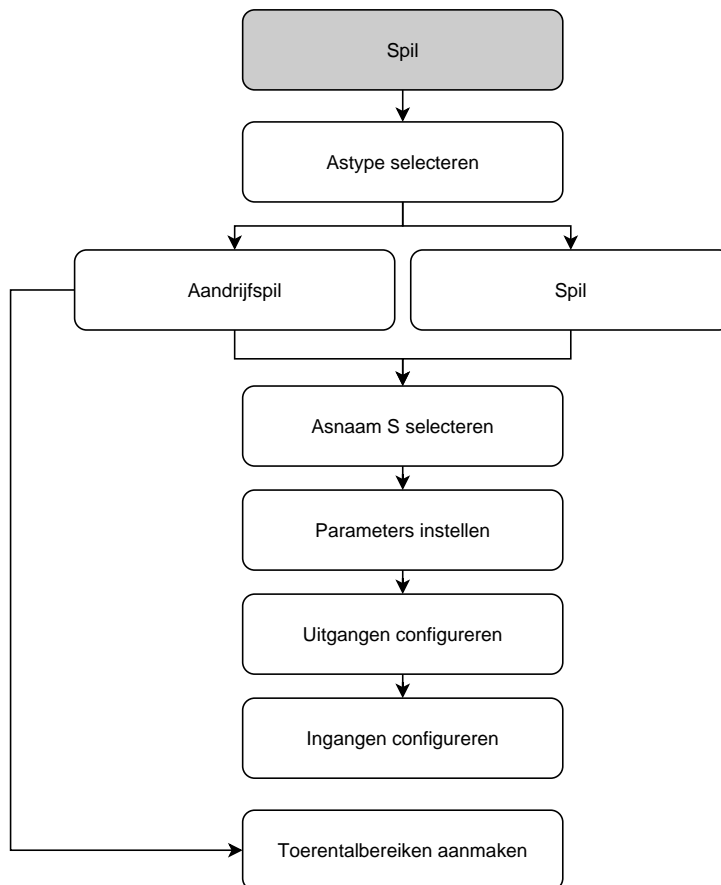 Spil
Astype selecteren
Aandrijfspil
Spil
Asnaam S selecteren
Parameters instellen
Uitgangen configureren
Ingangen configureren
Toerentalbereiken aanmaken